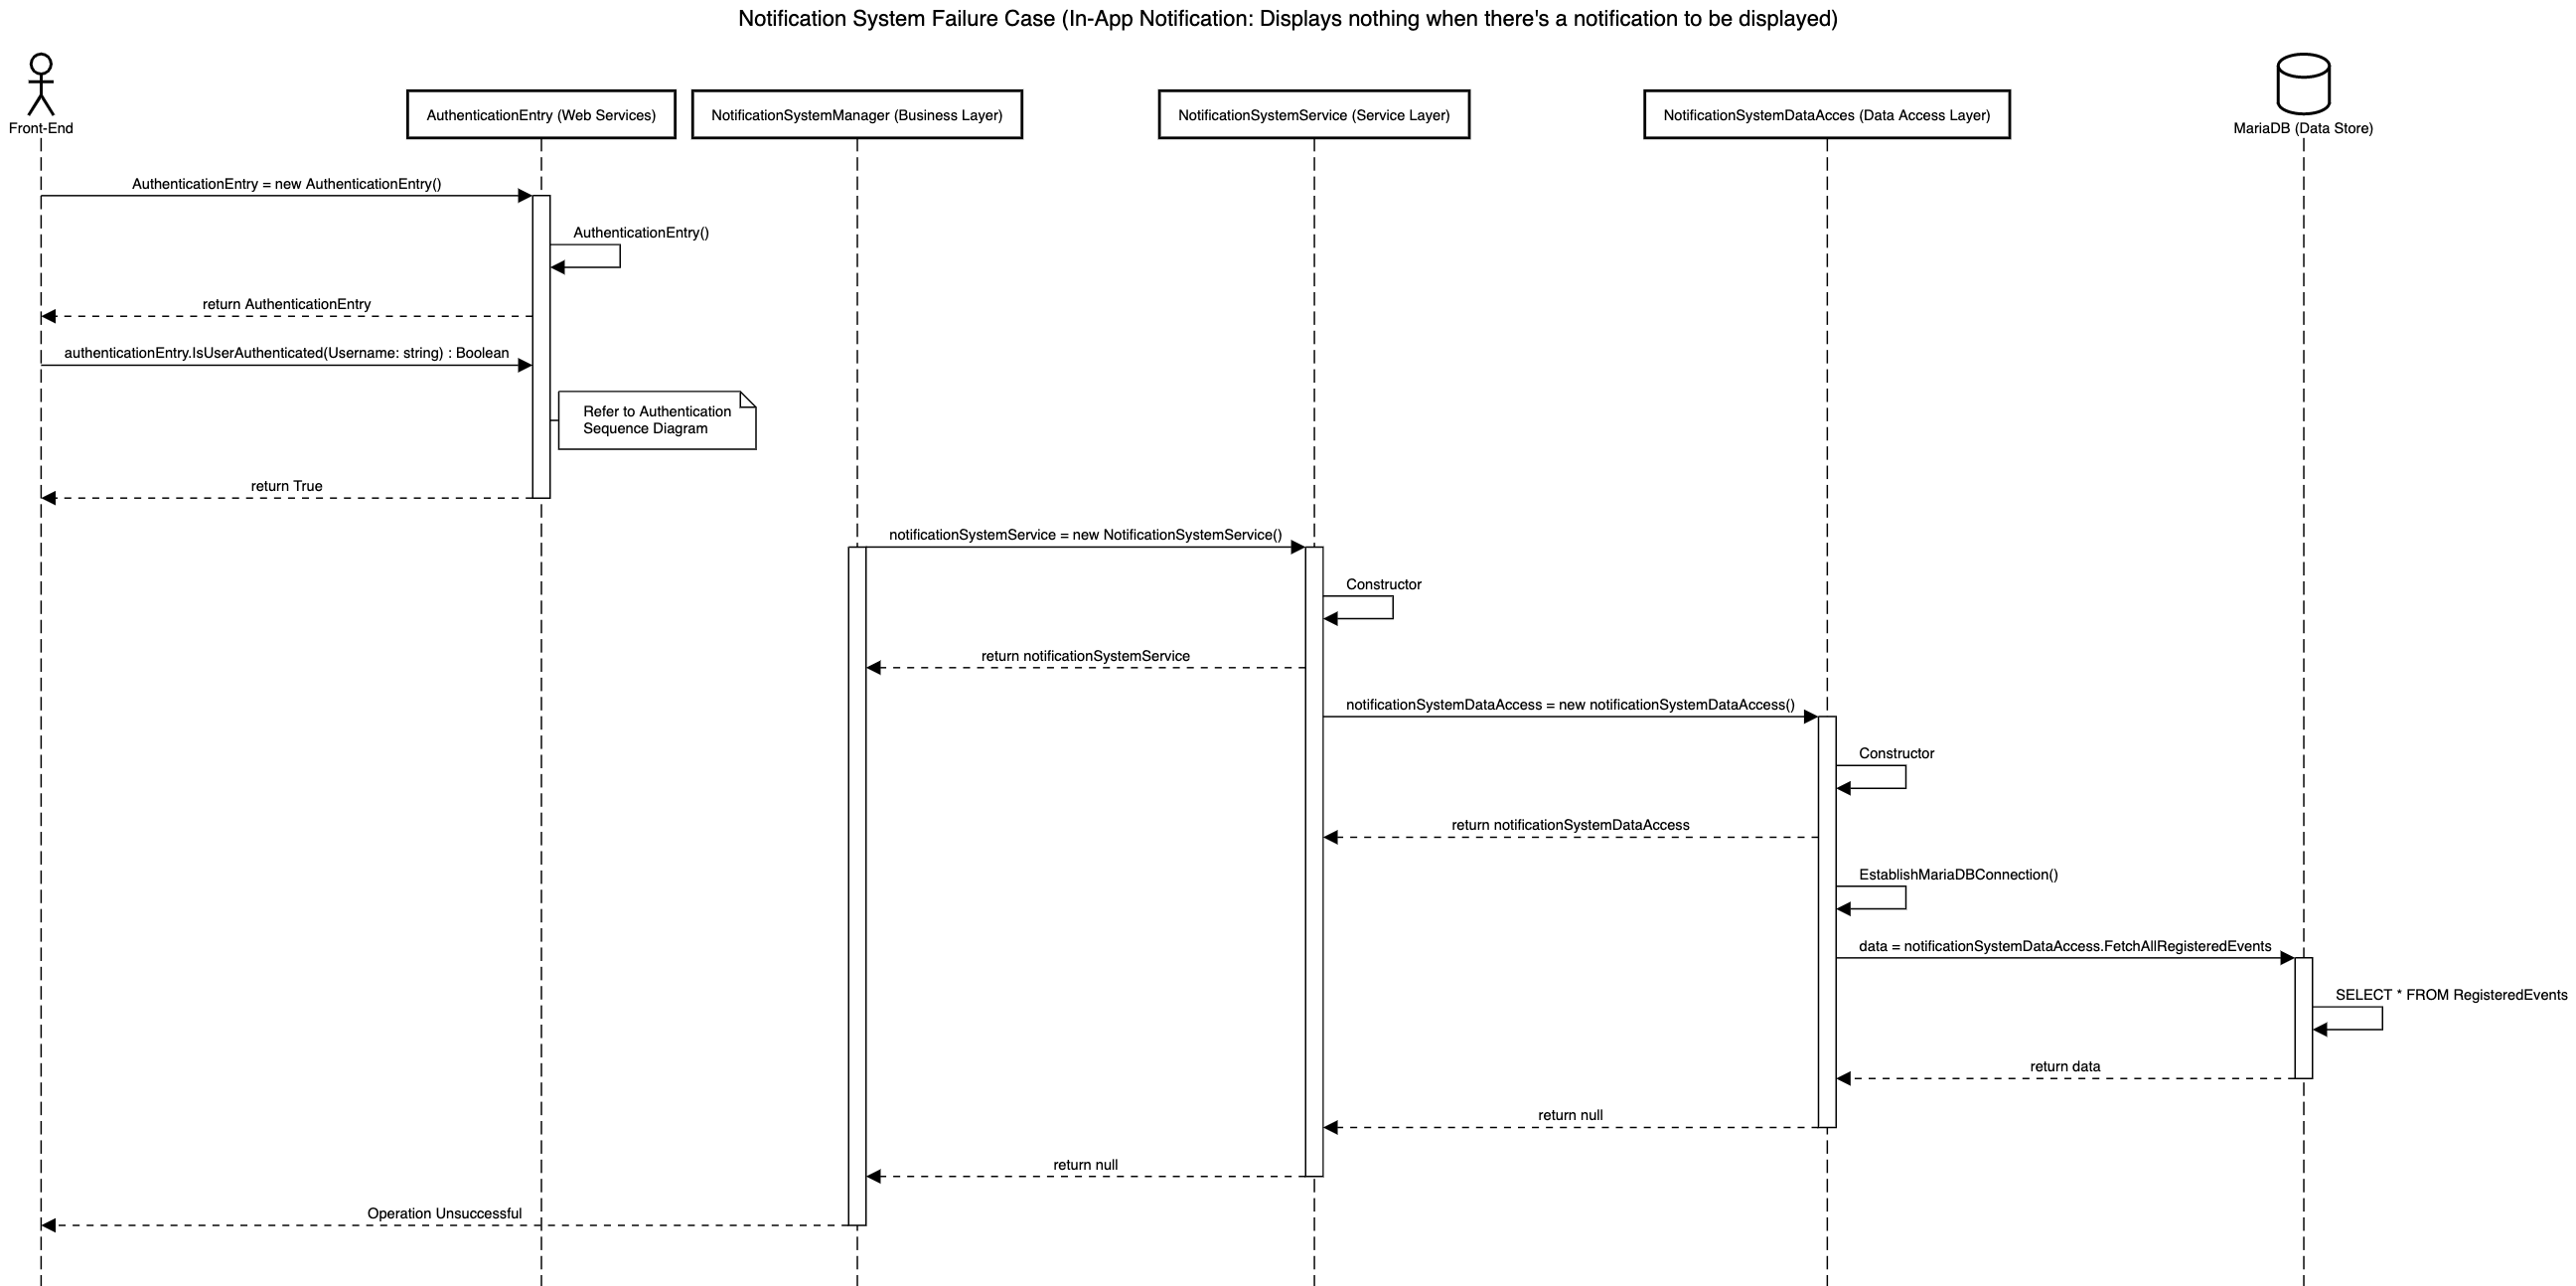 Notification System Failure Case (In-App Notification: Displays nothing when there's a notification to be displayed)
Front-End
AuthenticationEntry (Web Services)
NotificationSystemManager (Business Layer)
NotificationSystemService (Service Layer)
NotificationSystemDataAcces (Data Access Layer)
MariaDB (Data Store)
AuthenticationEntry = new AuthenticationEntry()
AuthenticationEntry()
return AuthenticationEntry
authenticationEntry.IsUserAuthenticated(Username: string) : Boolean
Refer to Authentication
Sequence Diagram
return True
notificationSystemService = new NotificationSystemService()
Constructor
return notificationSystemService
notificationSystemDataAccess = new notificationSystemDataAccess()
Constructor
return notificationSystemDataAccess
EstablishMariaDBConnection()
data = notificationSystemDataAccess.FetchAllRegisteredEvents
SELECT * FROM RegisteredEvents
return data
return null
return null
Operation Unsuccessful